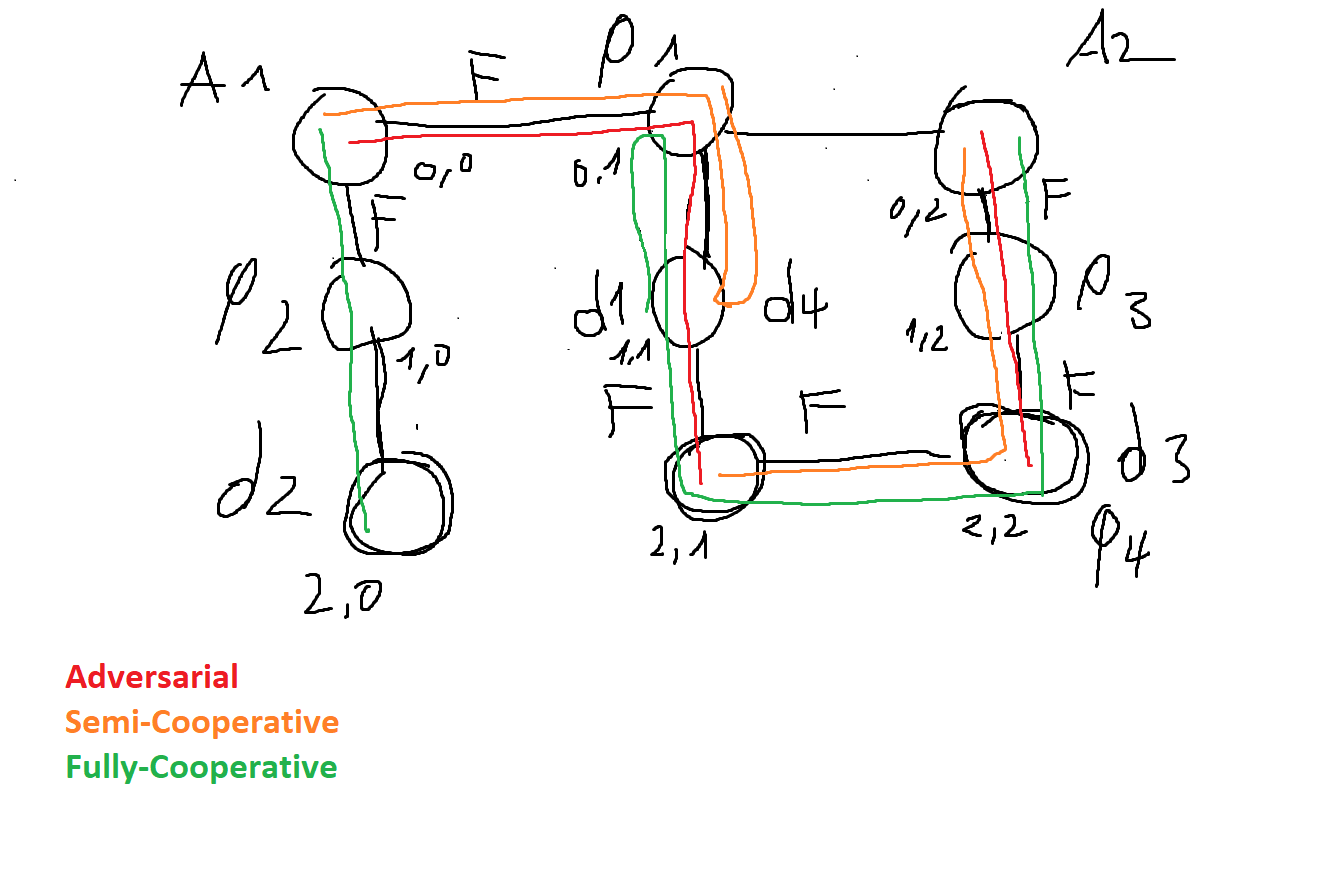 A1
F
P1
A2
0,0
0,1
0,2
F
F
P2
d1
d4
P3
1,0
1,1
1,2
F
F
F
d2
d3
2,0
2,1
2,2
P4
Adversarial
Semi-Cooperative
Fully-Cooperative